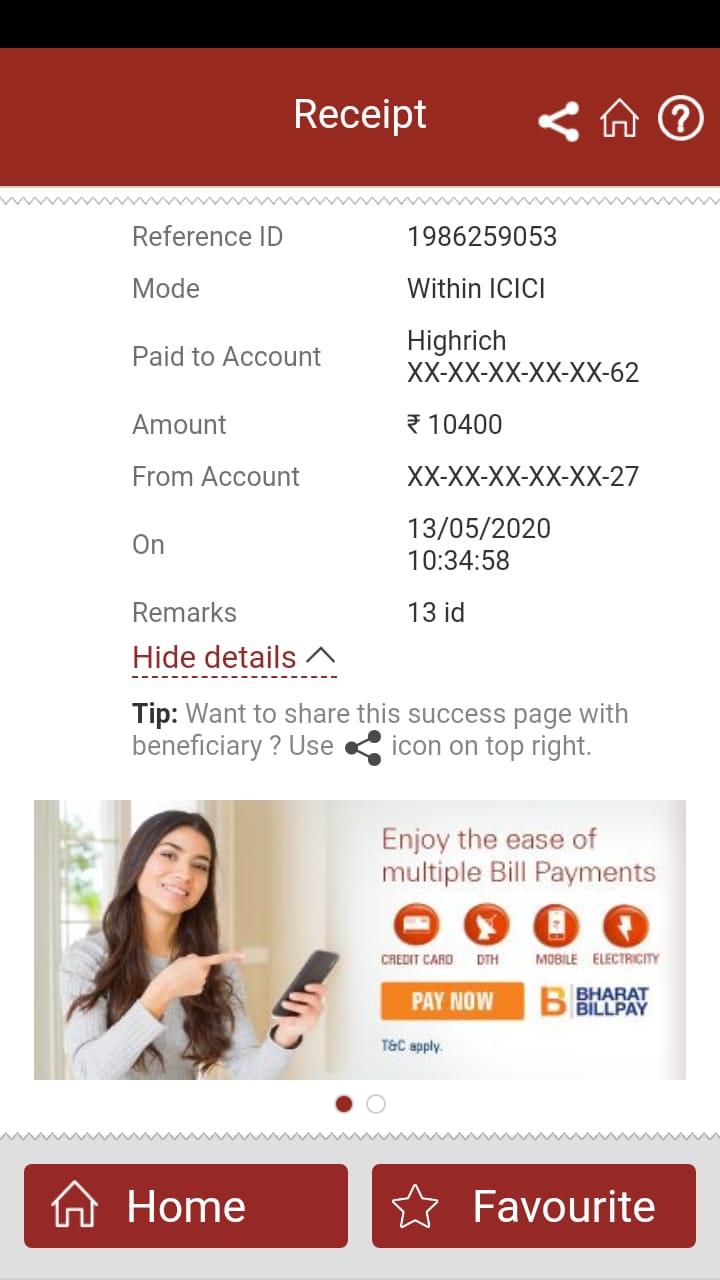 Receipt
Reference ID 1986259053
Mode Within ICICI
Paid to Account Highrich
XX-XX-XX-XX-XX-62
Amount ₹ 10400
From Account XX-XX-XX-XX-XX-27
On 13/05/2020
10:34:58
Remarks 13 id
Hide details
Tip: Want to share this success page with
beneficiary ? Use icon on top right.
Enjoy the ease of
multiple Bill Payments
CREDIT CARD DTH MOBILE ELECTRICITY
PAY NOW
B BHARAT
BILLPAY
T&C apply.
Home Favourite